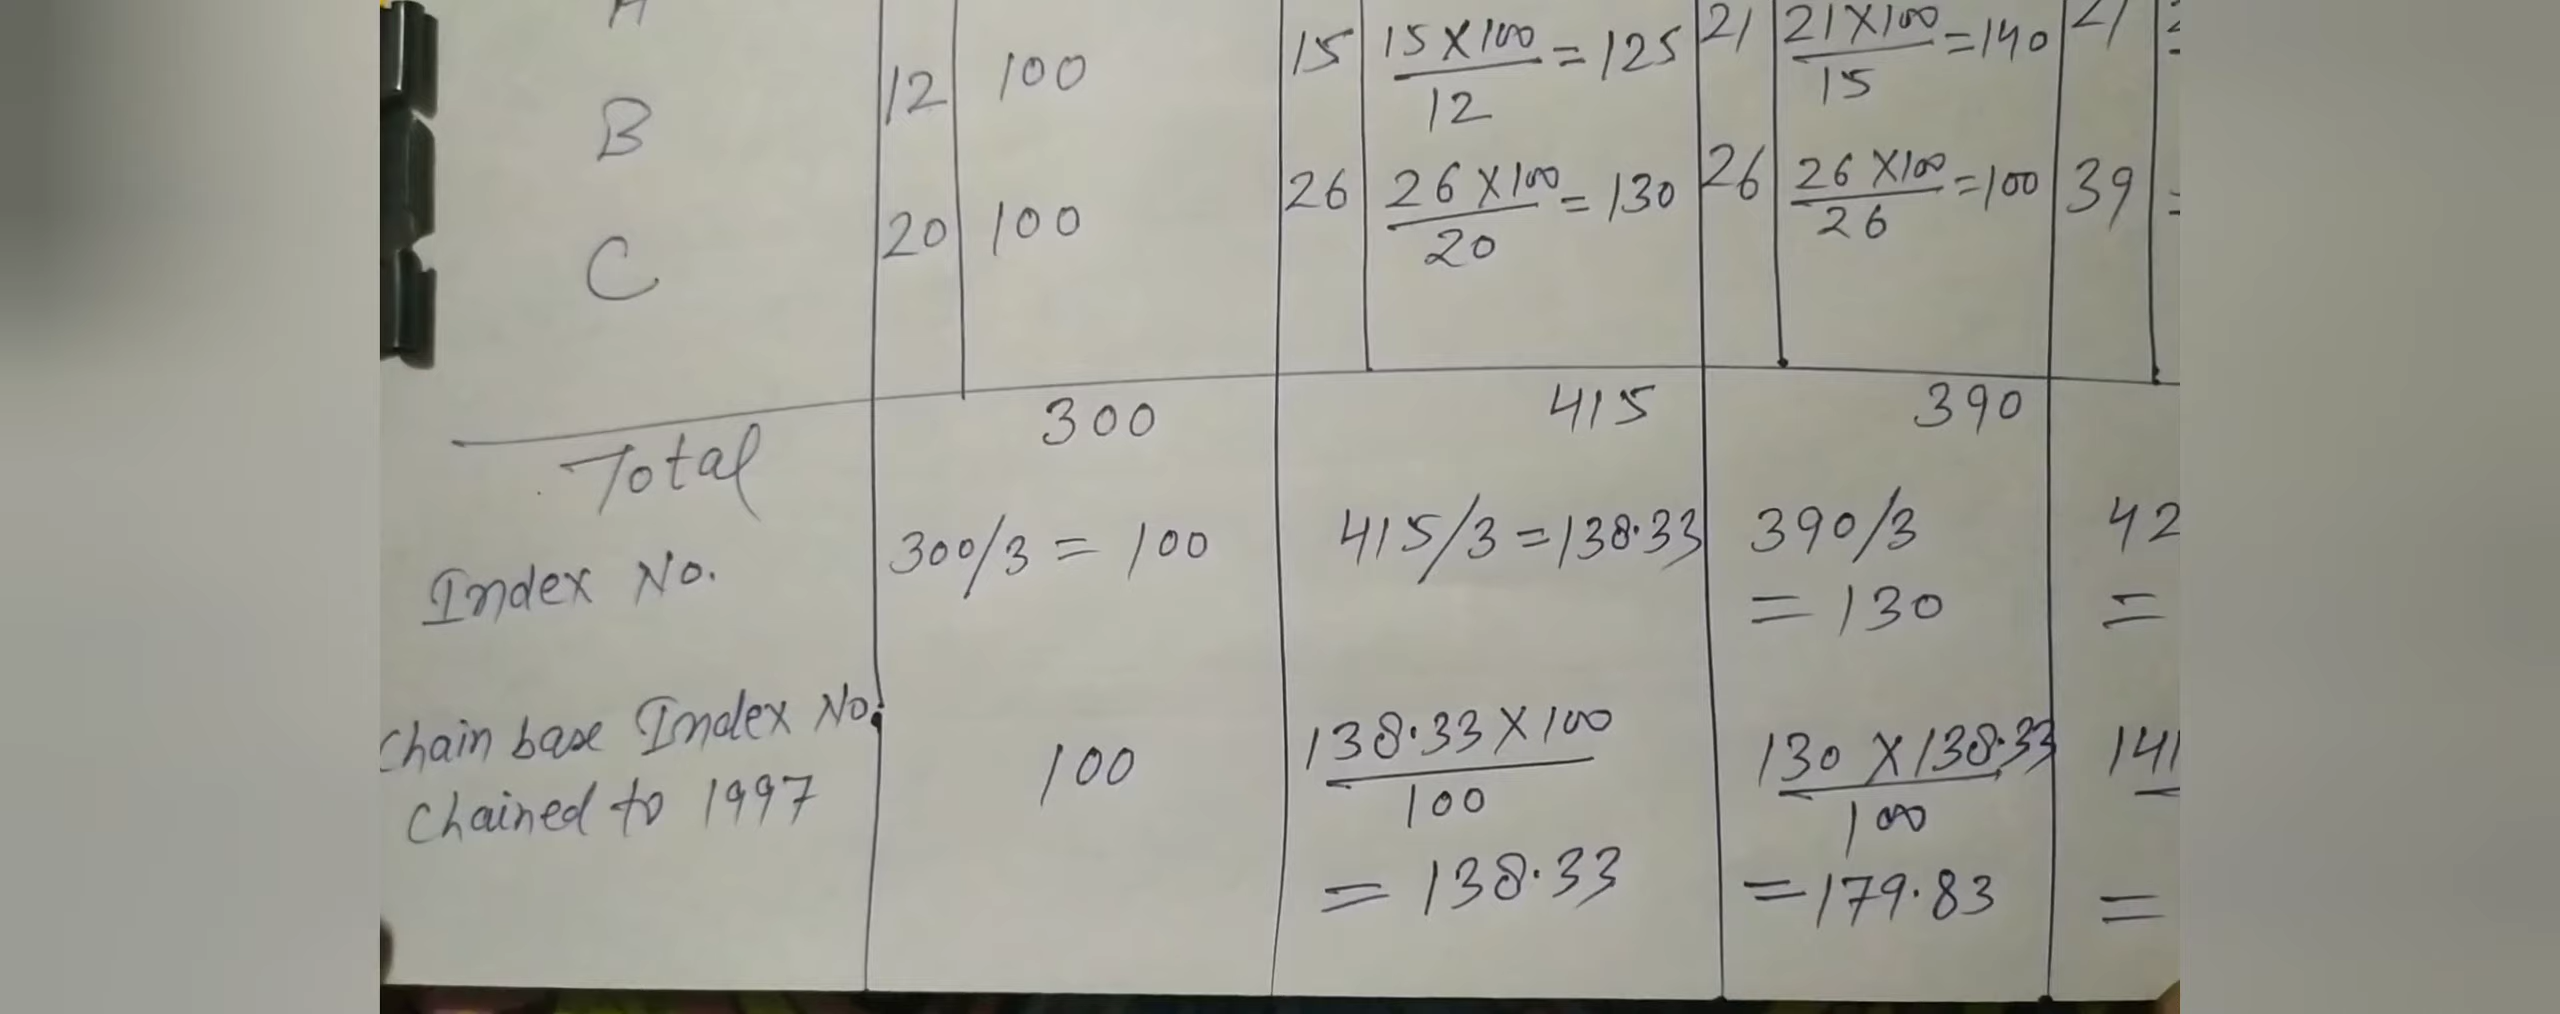 A
B 12 100 15 15×100/12 = 125 21 21×100/15 = 140 21
C 20 100 26 26×100/20 = 130 26 26×100/26 = 100 39 =
Total 300 415 390
Index No. 300/3 = 100 415/3 = 138.33 390/3 = 130 42 =
Chain base Index No. 100 138.33×100/100 130×138.33/100 141
Chained to 1997 = 138.33 = 179.83 =